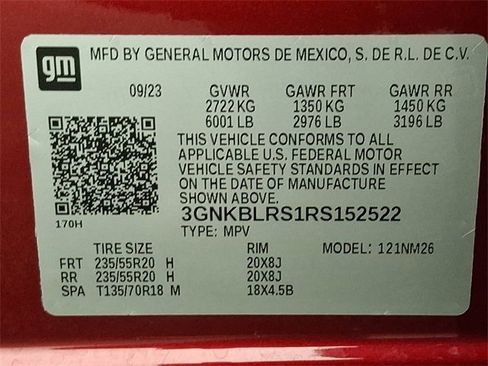 gm MFD BY GENERAL MOTORS DE MEXICO, S. DE R.L. DE C.V.
09/23 GVWR GAWR FRT GAWR RR
2722 KG 1350 KG 1450 KG
6001 LB 2976 LB 3196 LB
THIS VEHICLE CONFORMS TO ALL
APPLICABLE U.S. FEDERAL MOTOR
VEHICLE SAFETY STANDARDS IN EFFECT
ON THE DATE OF MANUFACTURE
SHOWN ABOVE.
3GNKBLRS1RS152522
170H TYPE: MPV
TIRE SIZE RIM MODEL: 121NM26
FRT 235/55R20 H 20X8J
RR 235/55R20 H 20X8J
SPA T135/70R18 M 18X4.5B